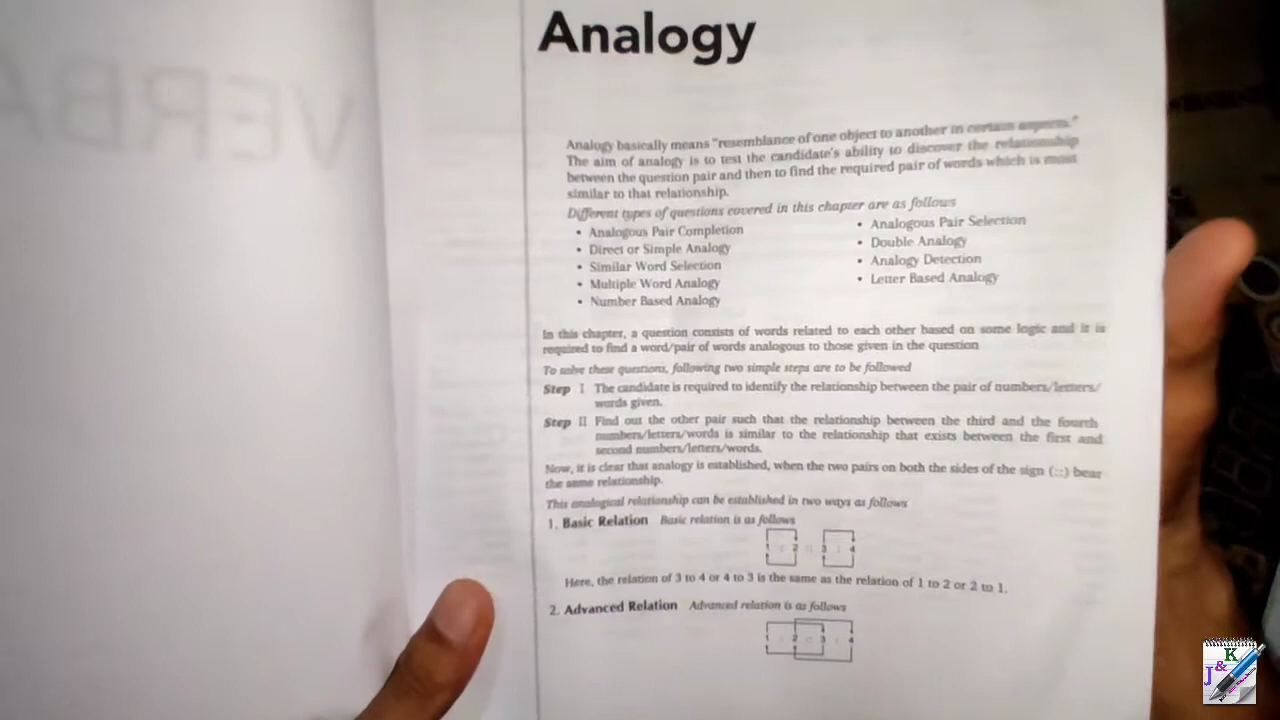 Analogy
Analogy basically means "resemblance of one object to another in certain aspects."
The aim of analogy is to test the candidate's ability to discover the relationship
between the question pair and then to find the required pair of words which is most
similar to that relationship.
Different types of questions covered in this chapter are as follows
• Analogous Pair Completion
• Direct or Simple Analogy
• Similar Word Selection
• Multiple Word Analogy
• Number Based Analogy
• Analogous Pair Selection
• Double Analogy
• Analogy Detection
• Letter Based Analogy
In this chapter, a question consists of words related to each other based on some logic and it is
required to find a word/pair of words analogous to those given in the question
To solve these questions, following two simple steps are to be followed
Step I The candidate is required to identify the relationship between the pair of numbers/letters/
words given.
Step II Find out the other pair such that the relationship between the third and the fourth
numbers/letters/words is similar to the relationship that exists between the first and
second numbers/letters/words.
Now, it is clear that analogy is established, when the two pairs on both the sides of the sign (::) bear
the same relationship.
This analogical relationship can be established in two ways as follows
1. Basic Relation Basic relation is as follows
1 : 2 :: 3 : 4
Here, the relation of 3 to 4 or 4 to 3 is the same as the relation of 1 to 2 or 2 to 1.
2. Advanced Relation Advanced relation is as follows
1 : 2 :: 3 : 4
VERBA
J&K